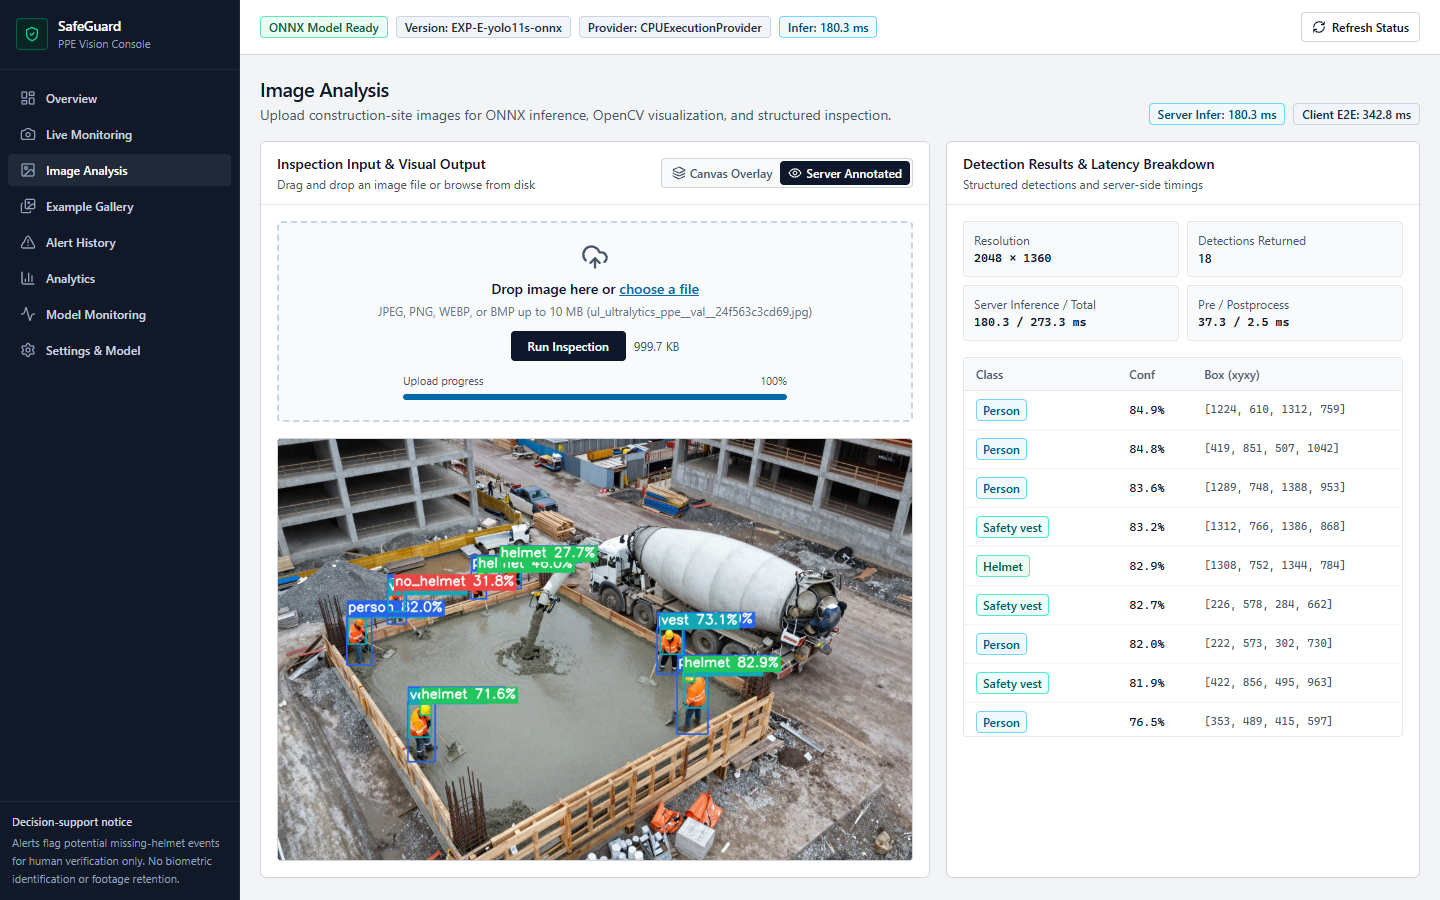 SafeGuard
PPE Vision Console
Overview
Live Monitoring
Image Analysis
Example Gallery
Alert History
Analytics
Model Monitoring
Settings & Model
Decision-support notice
Alerts flag potential missing-helmet events
for human verification only. No biometric
identification or footage retention.
ONNX Model Ready
Version: EXP-E-yolo11s-onnx
Provider: CPUExecutionProvider
Infer: 180.3 ms
Refresh Status
Image Analysis
Upload construction-site images for ONNX inference, OpenCV visualization, and structured inspection.
Server Infer: 180.3 ms
Client E2E: 342.8 ms
Inspection Input & Visual Output
Drag and drop an image file or browse from disk
Canvas Overlay
Server Annotated
Drop image here or choose a file
JPEG, PNG, WEBP, or BMP up to 10 MB (ul_ultralytics_ppe__val__24f563c3cd69.jpg)
Run Inspection 999.7 KB
Upload progress 100%
helmet 27.7%
no_helmet 31.8%
person 82.0%
vest 73.1%
helmet 82.9%
helmet 71.6%
Detection Results & Latency Breakdown
Structured detections and server-side timings
Resolution
2048 × 1360
Detections Returned
18
Server Inference / Total
180.3 / 273.3 ms
Pre / Postprocess
37.3 / 2.5 ms
Class Conf Box (xyxy)
Person 84.9% [1224, 610, 1312, 759]
Person 84.8% [419, 851, 507, 1042]
Person 83.6% [1289, 748, 1388, 953]
Safety vest 83.2% [1312, 766, 1386, 868]
Helmet 82.9% [1308, 752, 1344, 784]
Safety vest 82.7% [226, 578, 284, 662]
Person 82.0% [222, 573, 302, 730]
Safety vest 81.9% [422, 856, 495, 963]
Person 76.5% [353, 489, 415, 597]